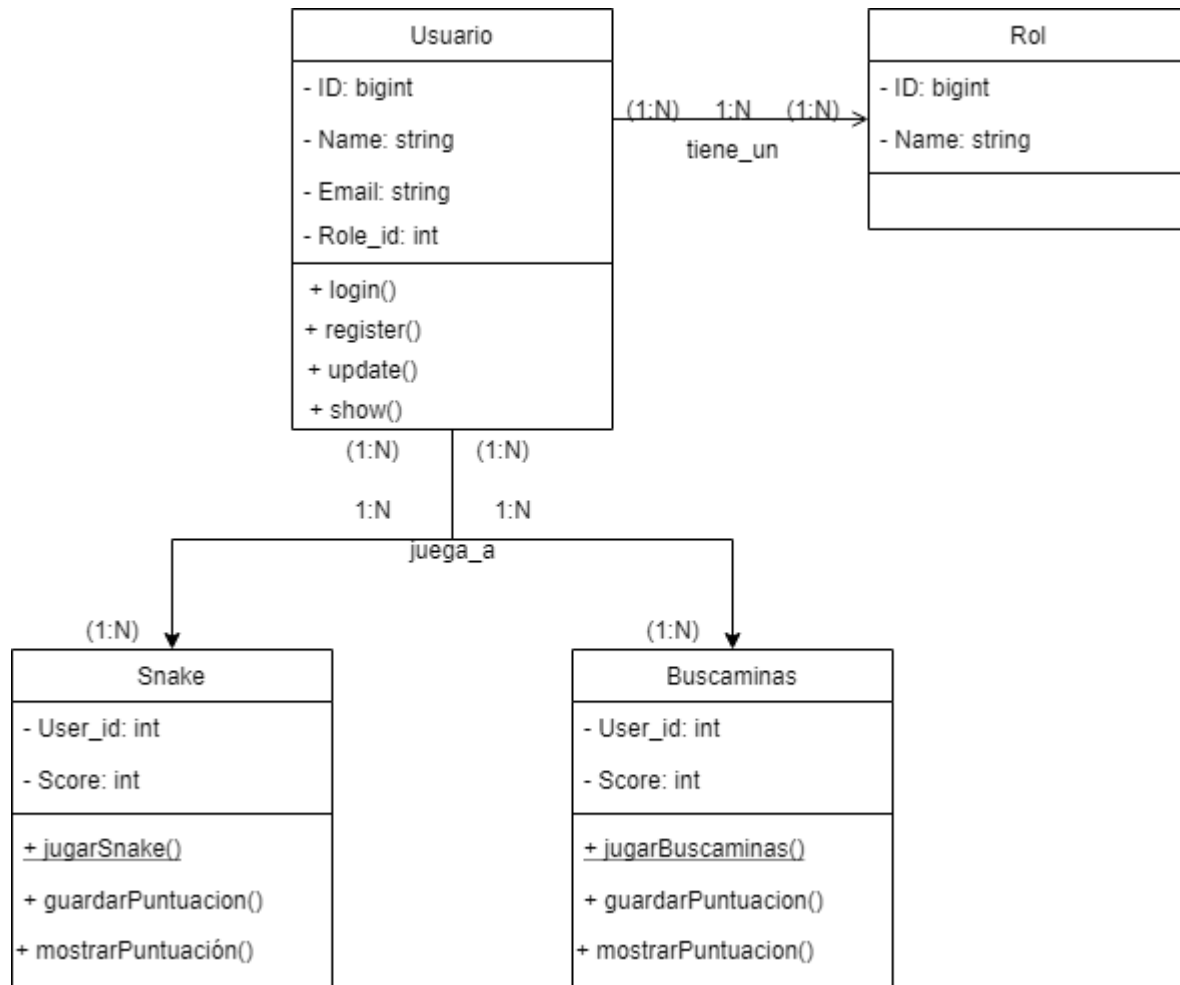 Usuario
- ID: bigint
- Name: string
- Email: string
- Role_id: int
+ login()
+ register()
+ update()
+ show()
(1:N) 1:N (1:N)
tiene_un
Rol
- ID: bigint
- Name: string
(1:N) (1:N)
1:N 1:N
juega_a
(1:N)
(1:N)
Snake
- User_id: int
- Score: int
+ jugarSnake()
+ guardarPuntuacion()
+ mostrarPuntuación()
Buscaminas
- User_id: int
- Score: int
+ jugarBuscaminas()
+ guardarPuntuacion()
+ mostrarPuntuacion()